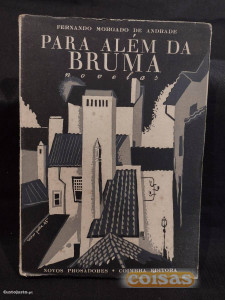 FERNANDO MORGADO DE ANDRADE
PARA ALÉM DA
BRUMA
novelas
NOVOS PROSADORES * COIMBRA EDITORA
coisas